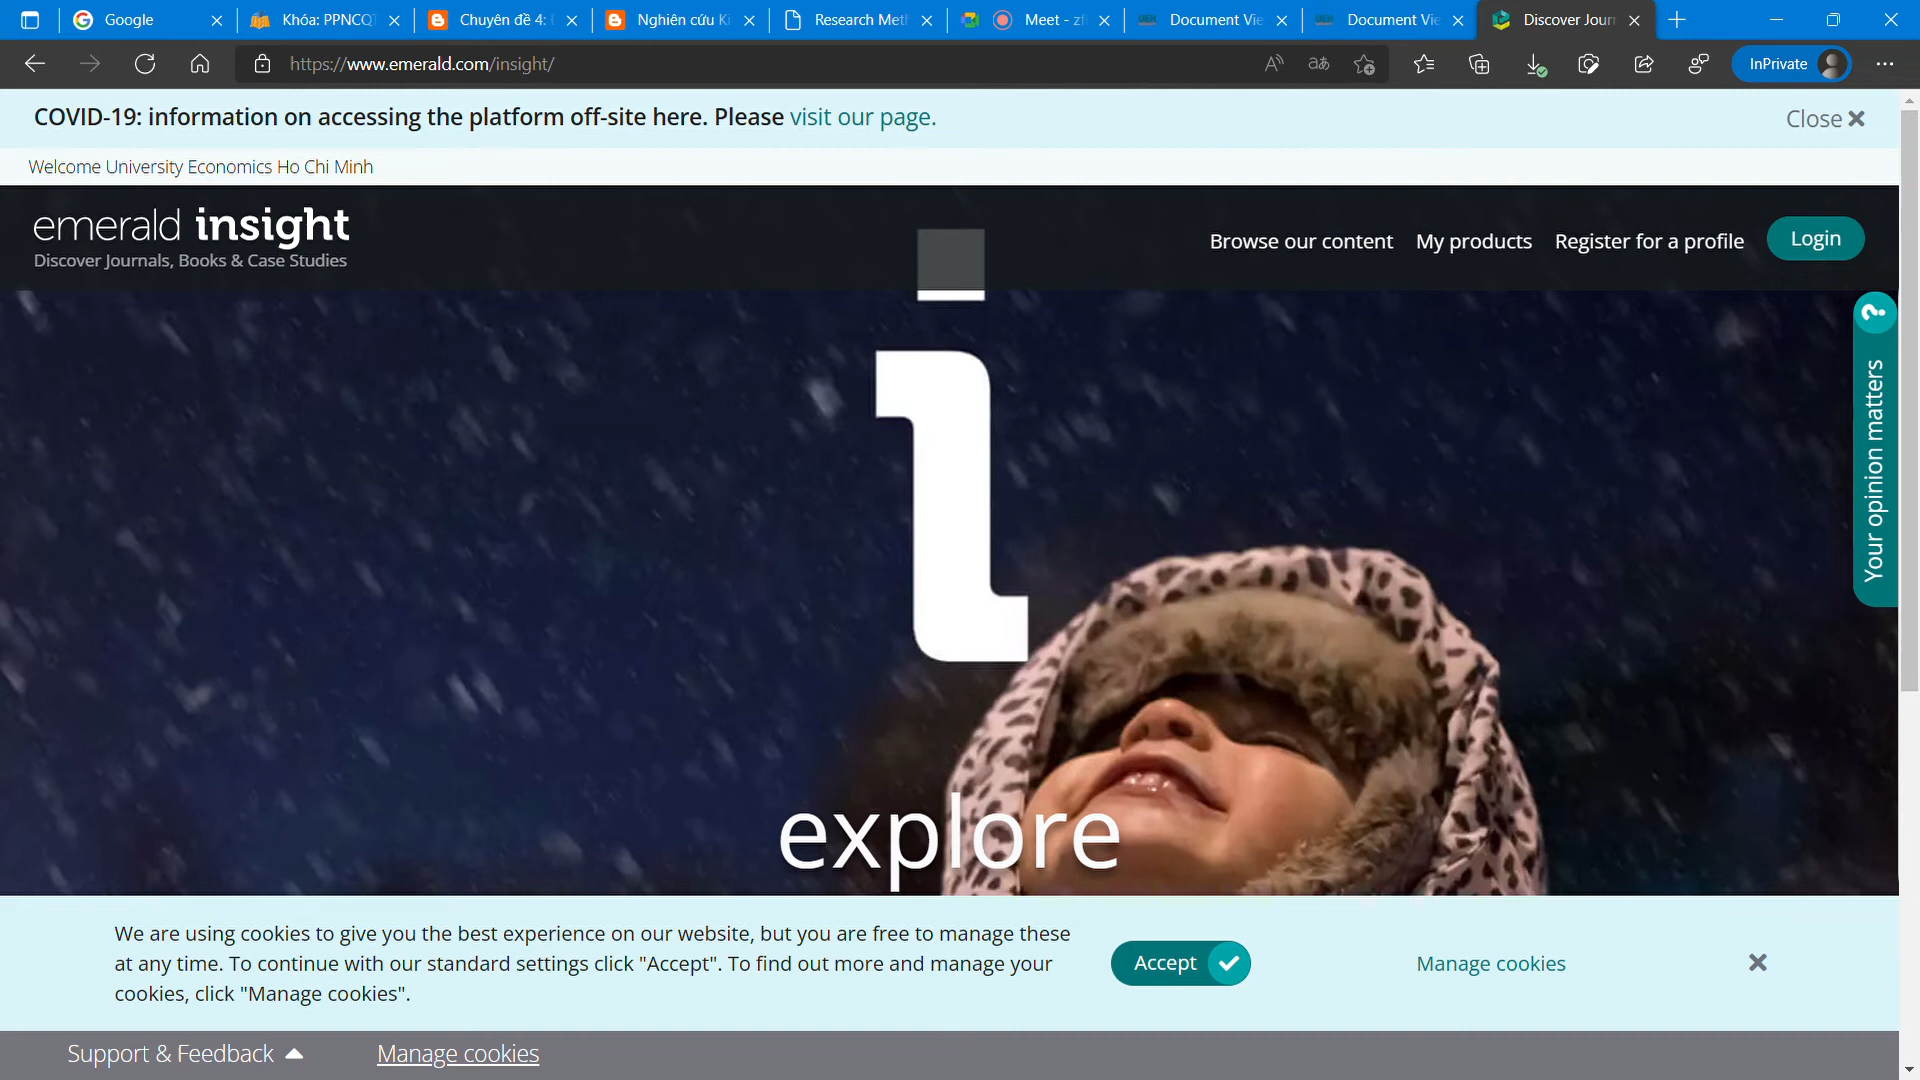 Google
Khóa: PPNCQT
Chuyên đề 4:
Nghiên cứu Ki
Research Met
Meet - zf
Document Vie
Document Vie
Discover Jour
https://www.emerald.com/insight/
InPrivate
COVID-19: information on accessing the platform off-site here. Please visit our page.
Close
Welcome University Economics Ho Chi Minh
emerald insight
Discover Journals, Books & Case Studies
Browse our content
My products
Register for a profile
Login
i
Your opinion matters
explore
We are using cookies to give you the best experience on our website, but you are free to manage these
at any time. To continue with our standard settings click "Accept". To find out more and manage your
cookies, click "Manage cookies".
Accept
Manage cookies
Support & Feedback
Manage cookies